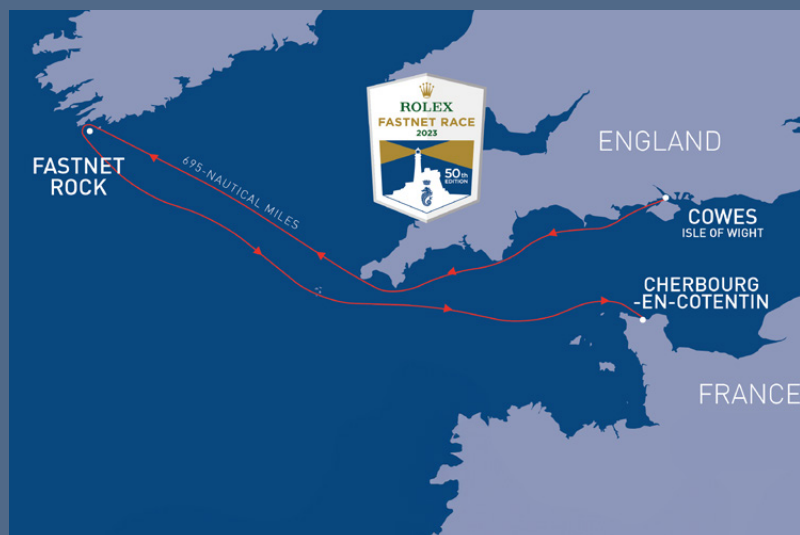 ROLEX
FASTNET RACE
2023
50th
EDITION
ENGLAND
FASTNET
ROCK
695-NAUTICAL MILES
COWES
ISLE OF WIGHT
CHERBOURG
-EN-COTENTIN
FRANCE